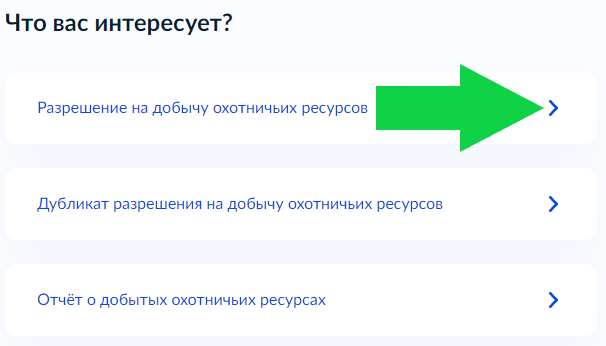 Что вас интересует?
Разрешение на добычу охотничьих ресурсов
Дубликат разрешения на добычу охотничьих ресурсов
Отчёт о добытых охотничьих ресурсах